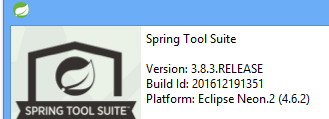 Spring Tool Suite
Version: 3.8.3.RELEASE
Build Id: 201612191351
Platform: Eclipse Neon.2 (4.6.2)
SPRING TOOL SUITE™